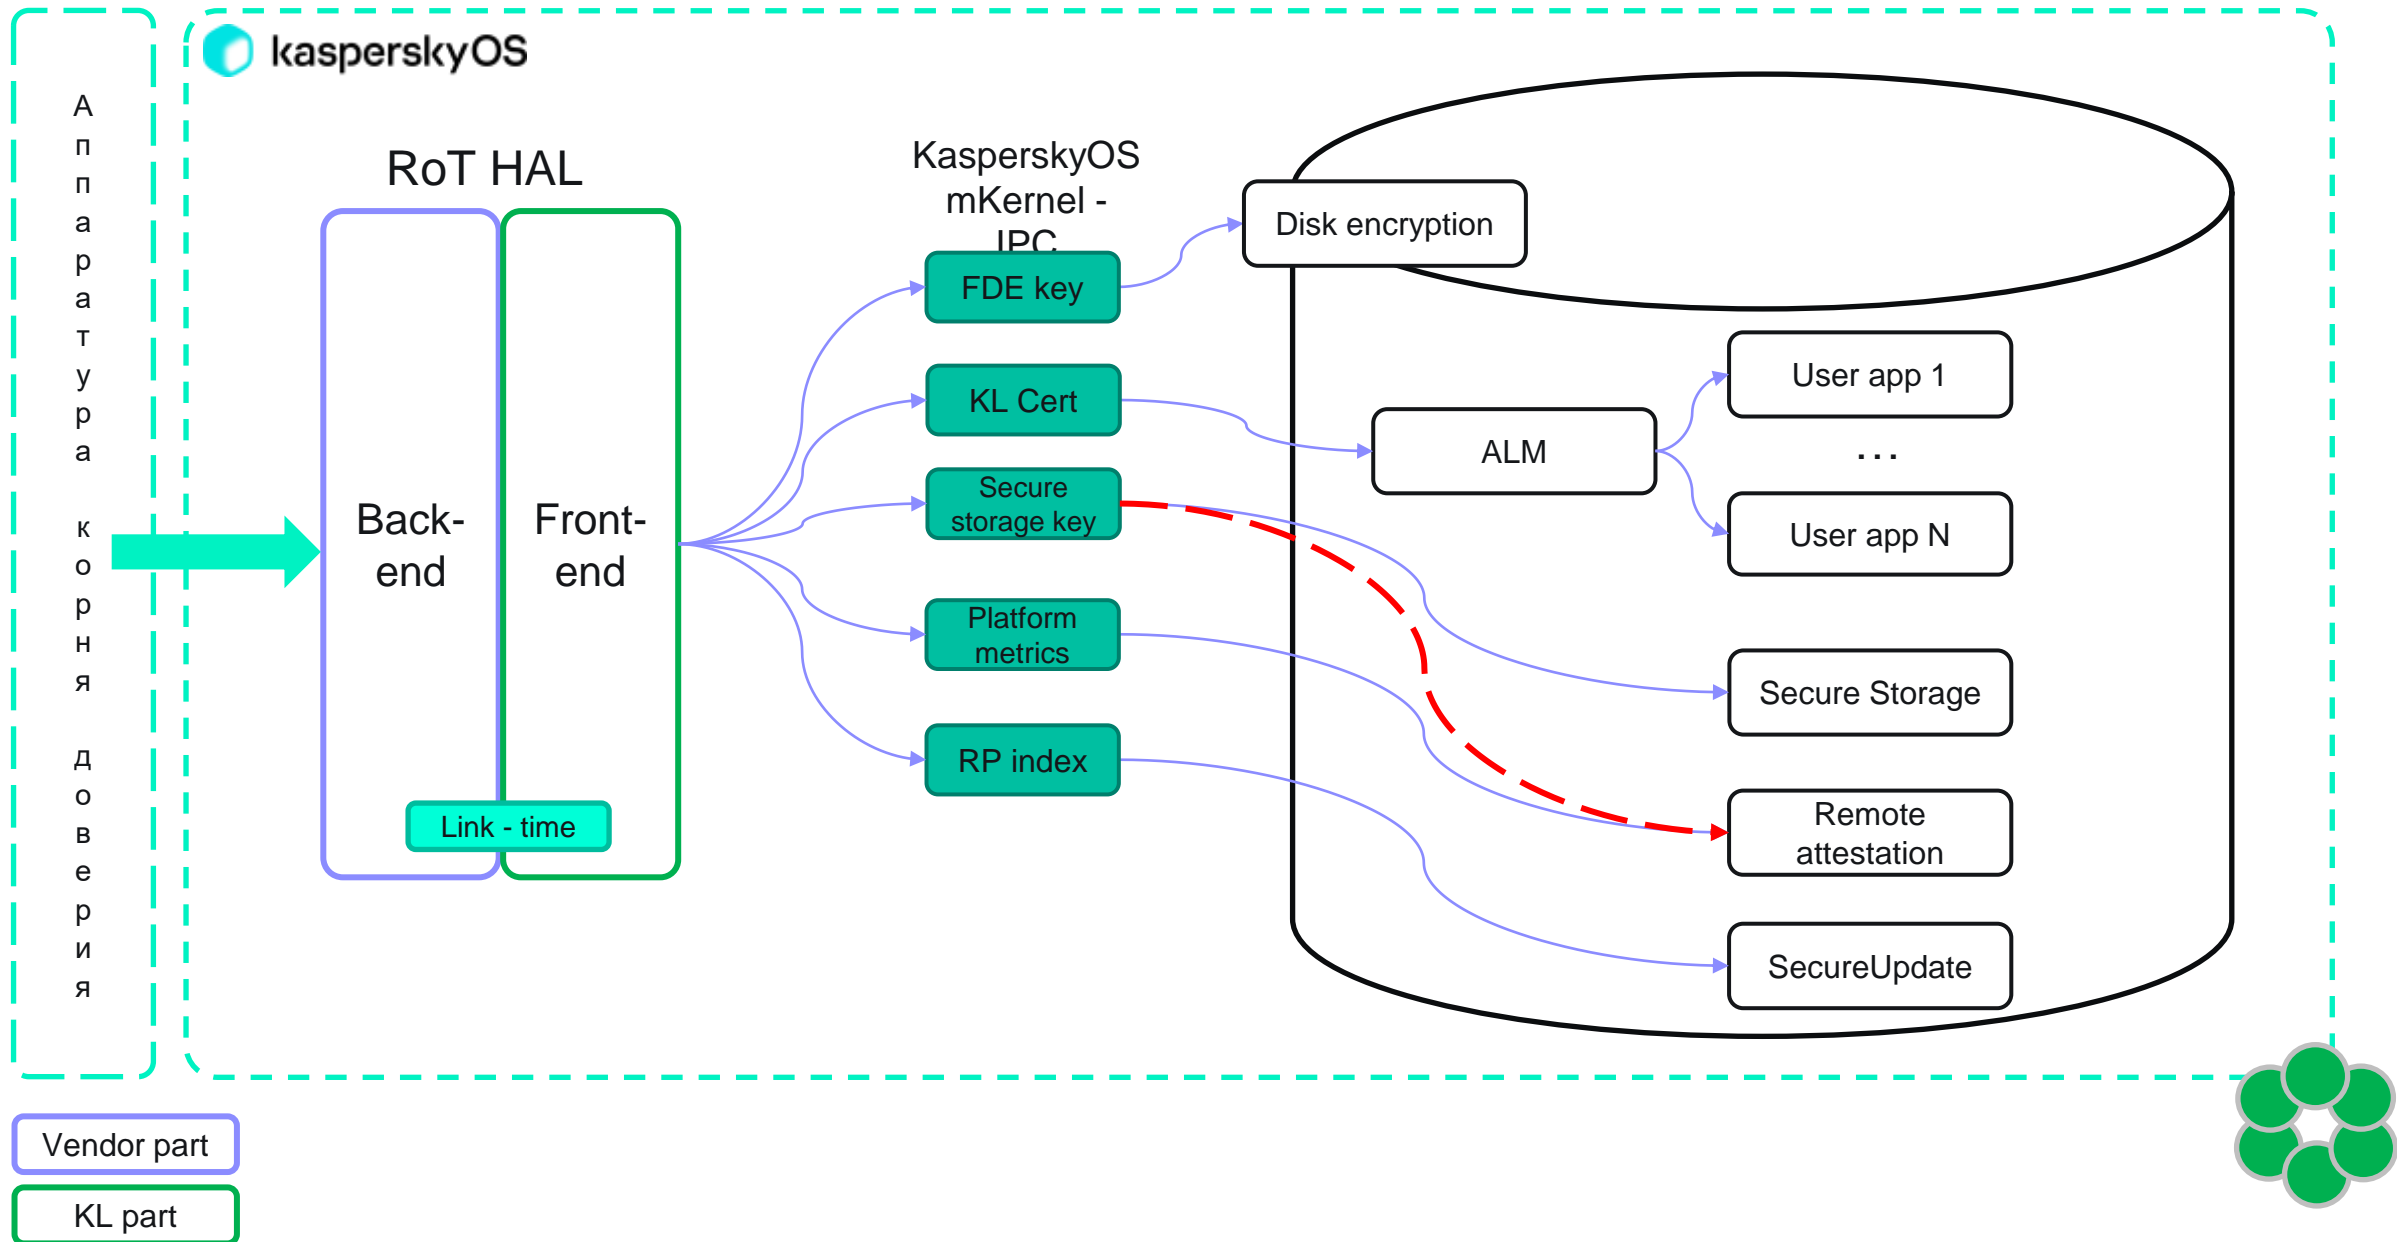 Аппаратура корня доверия
kasperskyOS
RoT HAL
Back-
end
Front-
end
Link - time
KasperskyOS
mKernel -
IPC
FDE key
KL Cert
Secure
storage key
Platform
metrics
RP index
Disk encryption
ALM
User app 1
...
User app N
Secure Storage
Remote
attestation
SecureUpdate
Vendor part
KL part